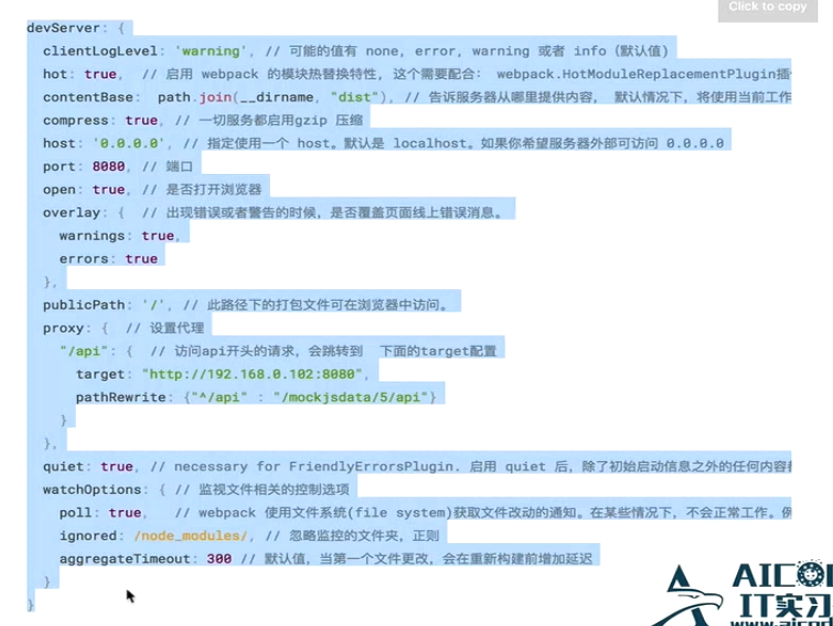 Click to copy
devServer: {
clientLogLevel: 'warning', // 可能的值有 none, error, warning 或者 info (默认值)
hot: true, // 启用 webpack 的模块热替换特性, 这个需要配合: webpack.HotModuleReplacementPlugin插
contentBase: path.join(__dirname, "dist"), // 告诉服务器从哪里提供内容, 默认情况下, 将使用当前工作
compress: true, // 一切服务都启用gzip 压缩
host: '0.0.0.0', // 指定使用一个 host。默认是 localhost。如果你希望服务器外部可访问 0.0.0.0
port: 8080, // 端口
open: true, // 是否打开浏览器
overlay: { // 出现错误或者警告的时候, 是否覆盖页面线上错误消息。
warnings: true,
errors: true
},
publicPath: '/', // 此路径下的打包文件可在浏览器中访问。
proxy: { // 设置代理
"/api": { // 访问api开头的请求, 会跳转到 下面的target配置
target: "http://192.168.0.102:8080",
pathRewrite: {"^/api" : "/mockjsdata/5/api"}
}
},
quiet: true, // necessary for FriendlyErrorsPlugin. 启用 quiet 后, 除了初始启动信息之外的任何内容
watchOptions: { // 监视文件相关的控制选项
poll: true, // webpack 使用文件系统(file system)获取文件改动的通知。在某些情况下, 不会正常工作。例
ignored: /node_modules/, // 忽略监控的文件夹, 正则
aggregateTimeout: 300 // 默认值, 当第一个文件更改, 会在重新构建前增加延迟
}
}
IT实习